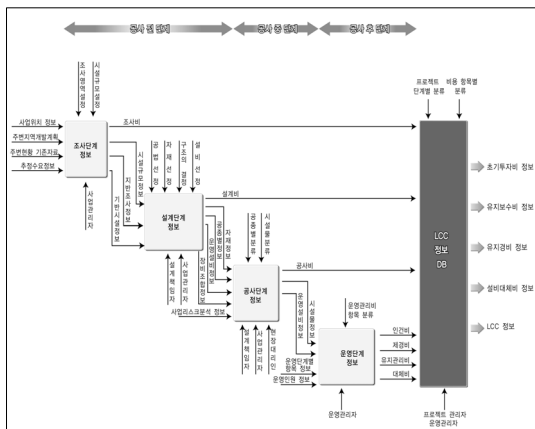 공사 전 단계
공사 중 단계
공사 후 단계
조사영역설정
시설규모설정
프로젝트
단계별 분류
비용 항목별
분류
사업위치 정보
주변지역개발계획
주변현황 기존자료
추정수요정보
조사단계
정보
조사비
사업관리자
시설규모정보
지반조사정보
기반시설정보
공법선정
자재선정
구조의 결정
설비선정
설계단계
정보
설계비
설계책임자
사업관리자
자재정보
공종별정보
운영설비정보
장비조합정보
사업리스크분석 정보
공종별분류
시설물분류
공사단계
정보
공사비
설계책임자
사업관리자
현장대리인
시설물정보
운영설비정보
운영단계별
항목 정보
운영인원 정보
운영관리비
항목 분류
운영단계
정보
운영관리자
인건비
제경비
유지관리비
대체비
LCC
정보
DB
초기투자비 정보
유지보수비 정보
유지경비 정보
설비대체비 정보
LCC 정보
프로젝트 관리자
운영관리자